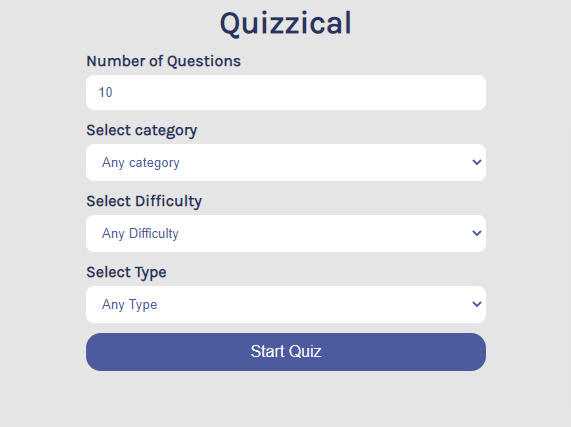 Quizzical
Number of Questions
10
Select category
Any category
Select Difficulty
Any Difficulty
Select Type
Any Type
Start Quiz